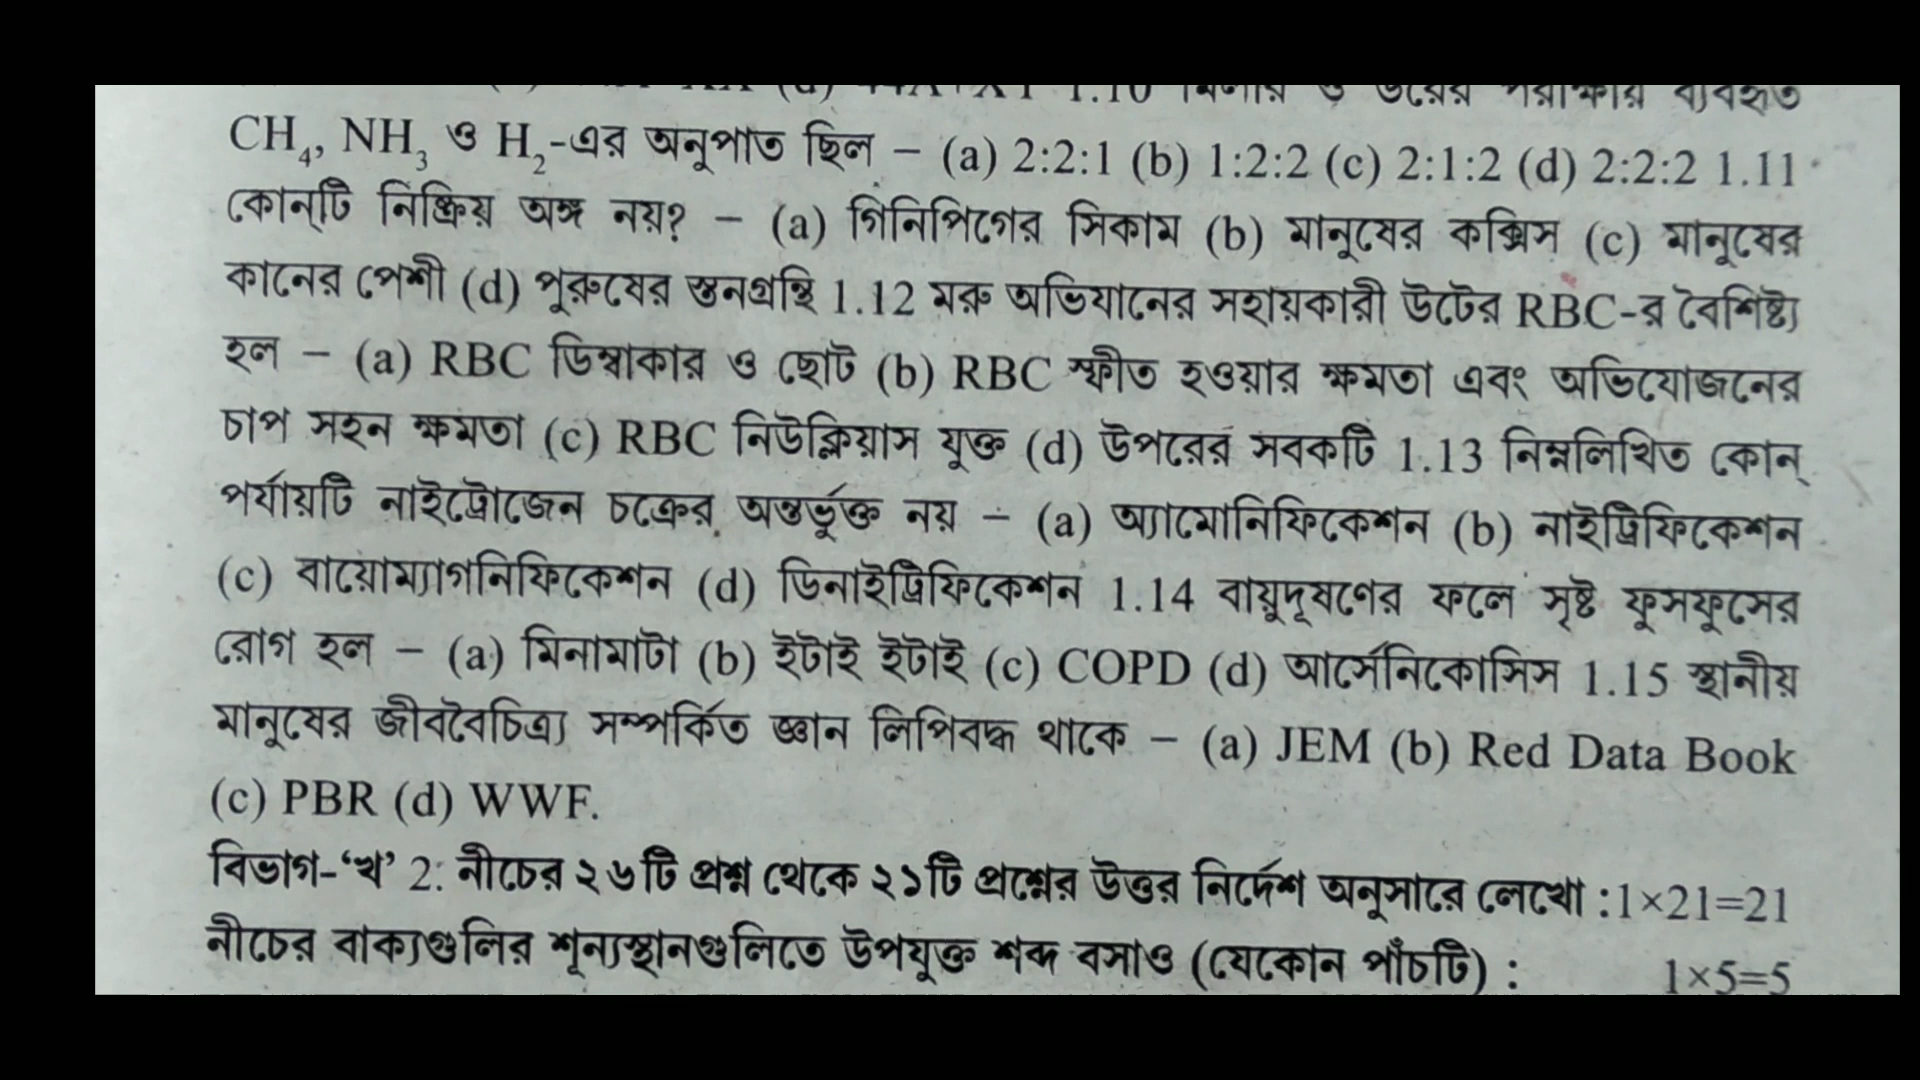 1.10 মিলার ও উরের পরীক্ষায় ব্যবহৃত
CH₄, NH₃ ও H₂-এর অনুপাত ছিল – (a) 2:2:1 (b) 1:2:2 (c) 2:1:2 (d) 2:2:2 1.11
কোন্‌টি নিষ্ক্রিয় অঙ্গ নয়? – (a) গিনিপিগের সিকাম (b) মানুষের কক্সিস (c) মানুষের
কানের পেশী (d) পুরুষের স্তনগ্রন্থি 1.12 মরু অভিযানের সহায়কারী উটের RBC-র বৈশিষ্ট্য
হল – (a) RBC ডিম্বাকার ও ছোট (b) RBC স্ফীত হওয়ার ক্ষমতা এবং অভিযোজনের
চাপ সহন ক্ষমতা (c) RBC নিউক্লিয়াস যুক্ত (d) উপরের সবকটি 1.13 নিম্নলিখিত কোন্
পর্যায়টি নাইট্রোজেন চক্রের অন্তর্ভুক্ত নয় – (a) অ্যামোনিফিকেশন (b) নাইট্রিফিকেশন
(c) বায়োম্যাগনিফিকেশন (d) ডিনাইট্রিফিকেশন 1.14 বায়ুদূষণের ফলে সৃষ্ট ফুসফুসের
রোগ হল – (a) মিনামাটা (b) ইটাই ইটাই (c) COPD (d) আর্সেনিকোসিস 1.15 স্থানীয়
মানুষের জীববৈচিত্র্য সম্পর্কিত জ্ঞান লিপিবদ্ধ থাকে – (a) JEM (b) Red Data Book
(c) PBR (d) WWF.
বিভাগ-‘খ’ 2: নীচের ২৬টি প্রশ্ন থেকে ২১টি প্রশ্নের উত্তর নির্দেশ অনুসারে লেখো :1×21=21
নীচের বাক্যগুলির শূন্যস্থানগুলিতে উপযুক্ত শব্দ বসাও (যেকোন পাঁচটি) : 1×5=5